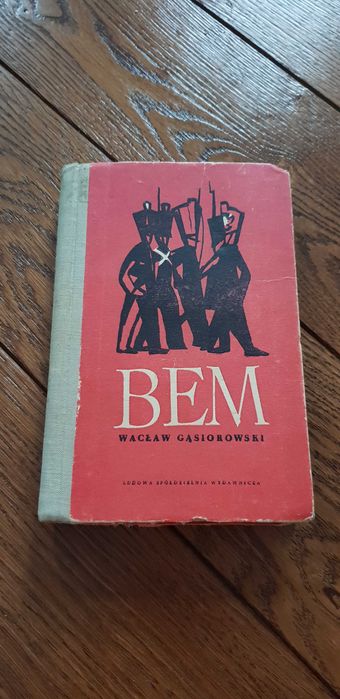 BEM
WACŁAW GĄSIOROWSKI
LUDOWA SPÓŁDZIELNIA WYDAWNICZA